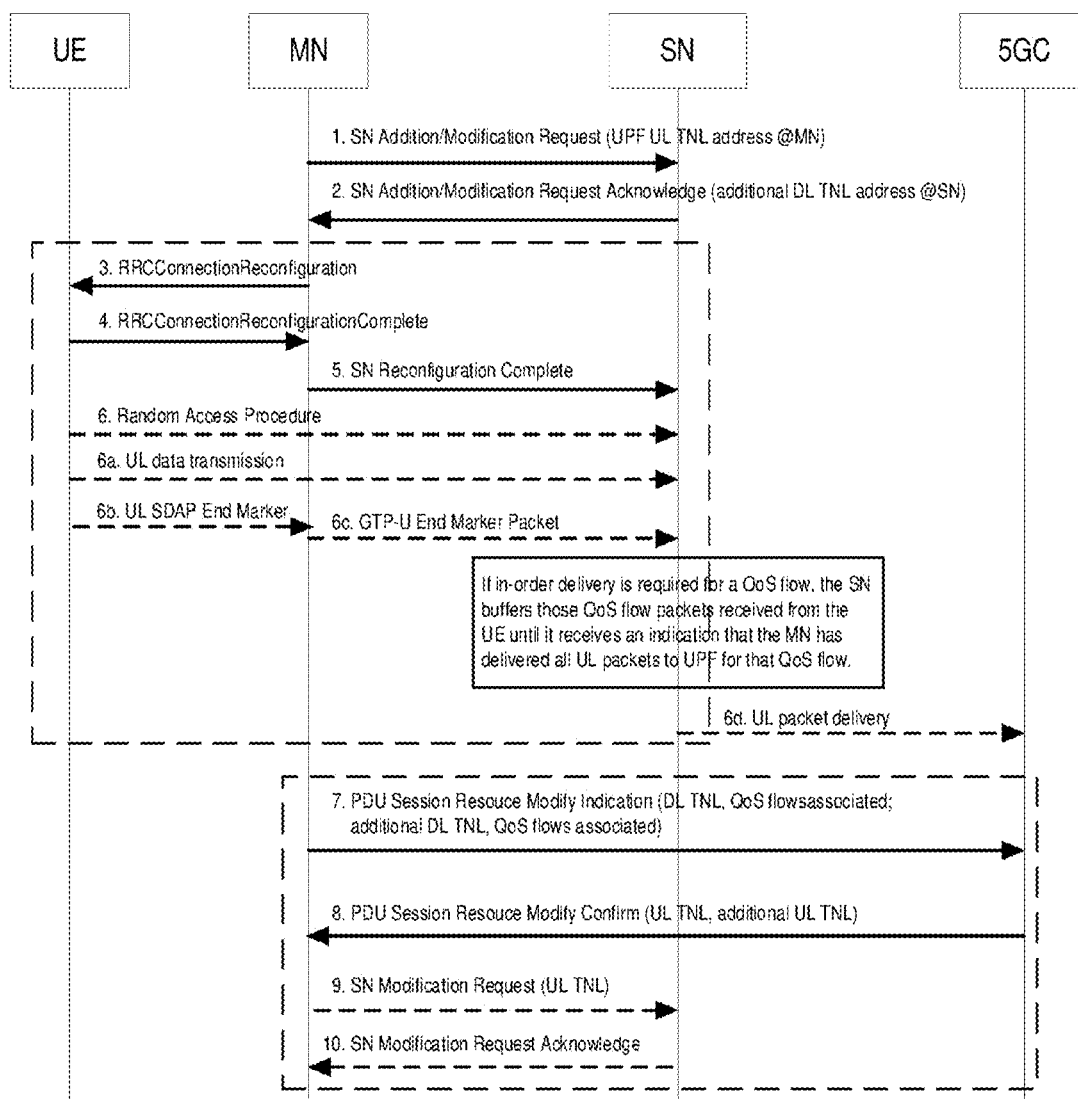 UE
MN
SN
5GC
1. SN Addition/Modification Request (UPF UL TNL address @MN)
2. SN Addition/Modification Request Acknowledge (additional DL TNL address @SN)
3. RRCConnectionReconfiguration
4. RRCConnectionReconfigurationComplete
5. SN Reconfiguration Complete
6. Random Access Procedure
6a. UL data transmission
6b. UL SDAP End Marker
6c. GTP-U End Marker Packet
If in-order delivery is required for a QoS flow, the SN
buffers those QoS flow packets received from the
UE until it receives an indication that the MN has
delivered all UL packets to UPF for that QoS flow.
6d. UL packet delivery
7. PDU Session Resouce Modify Indication (DL TNL, QoS flowsassociated;
additional DL TNL, QoS flows associated)
8. PDU Session Resouce Modify Confirm (UL TNL, additional UL TNL)
9. SN Modification Request (UL TNL)
10. SN Modification Request Acknowledge